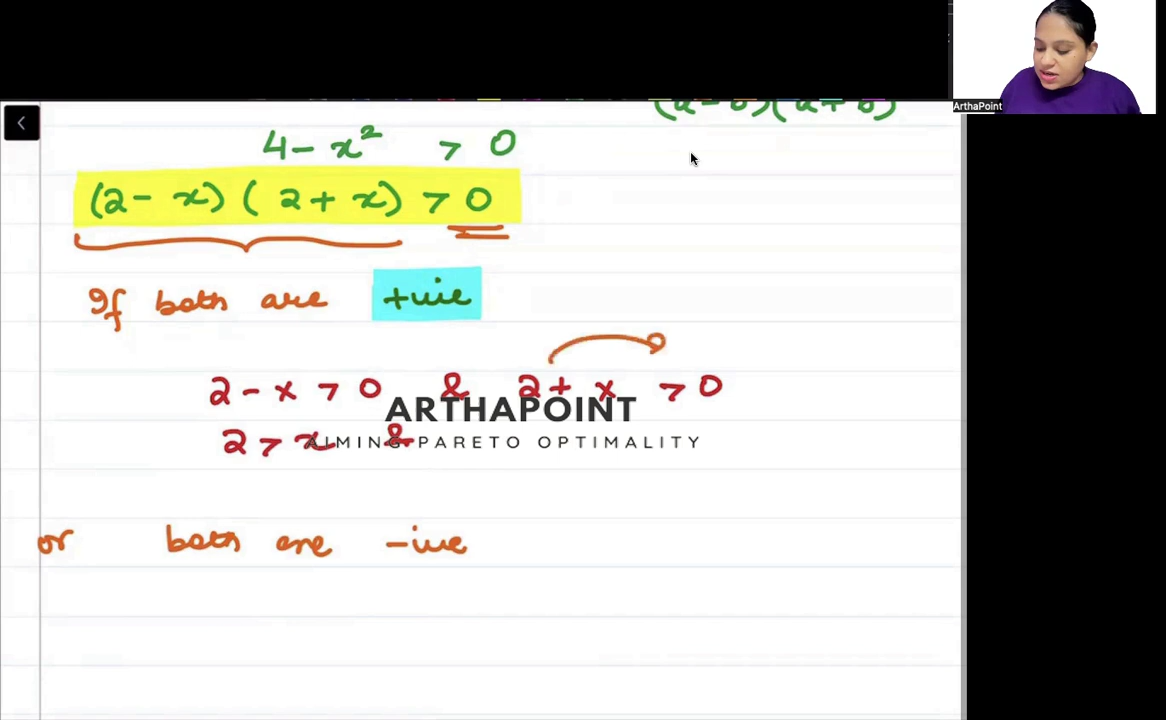 ArthaPoint
(a-b)(a+b)
4 - x² > 0
(2 - x) (2 + x) > 0
If both are +ive
2 - x > 0 & 2 + x > 0
ARTHAPOINT
2 > x &
AIMING PARETO OPTIMALITY
or both are -ive